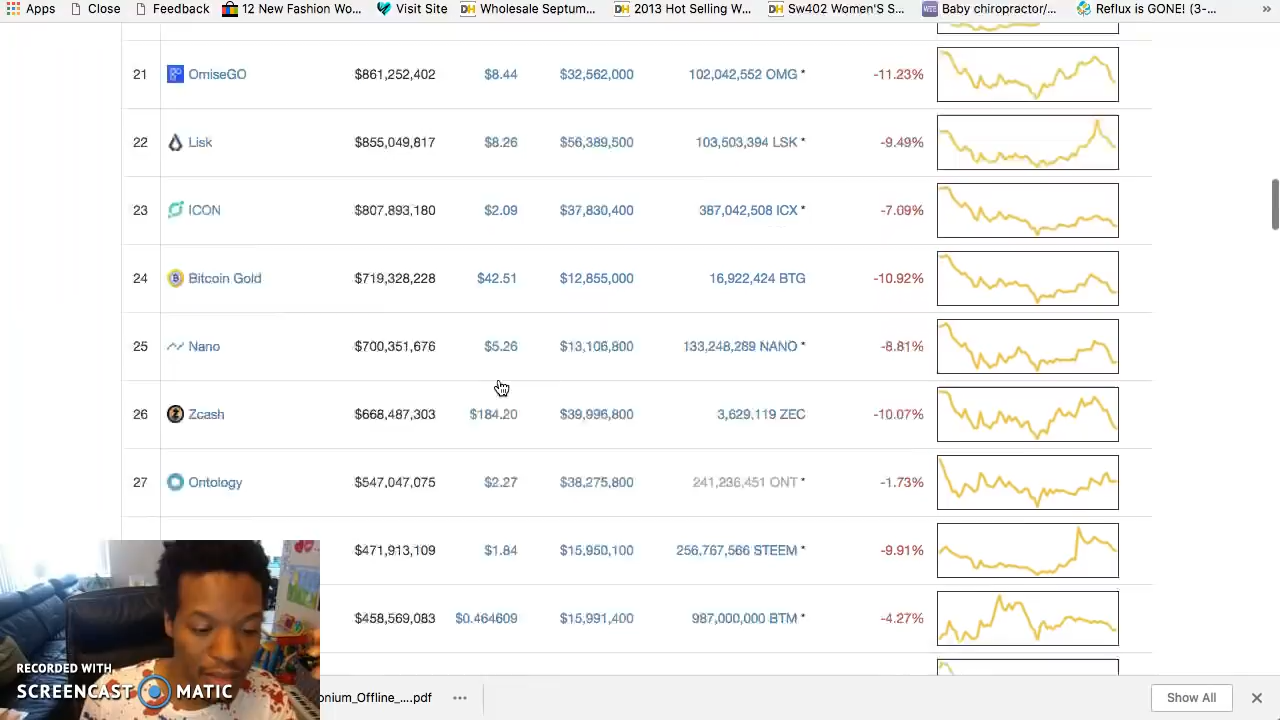 Apps Close Feedback 12 New Fashion Wo... Visit Site Wholesale Septum... 2013 Hot Selling W... Sw402 Women'S S... Baby chiropractor/... Reflux is GONE! (3-... »
21 OmiseGO $861,252,402 $8.44 $32,562,000 102,042,552 OMG * -11.23%
22 Lisk $855,049,817 $8.26 $56,389,500 103,503,394 LSK * -9.49%
23 ICON $807,893,180 $2.09 $37,830,400 387,042,508 ICX * -7.09%
24 Bitcoin Gold $719,328,228 $42.51 $12,855,000 16,922,424 BTG -10.92%
25 Nano $700,351,676 $5.26 $13,106,800 133,248,289 NANO * -8.81%
26 Zcash $668,487,303 $184.20 $39,996,800 3,629,119 ZEC -10.07%
27 Ontology $547,047,075 $2.27 $38,275,800 241,236,451 ONT * -1.73%
$471,913,109 $1.84 $15,950,100 256,767,566 STEEM * -9.91%
$458,569,083 $0.464609 $15,991,400 987,000,000 BTM * -4.27%
RECORDED WITH
SCREENCAST MATIC
onium_Offline_....pdf ... Show All